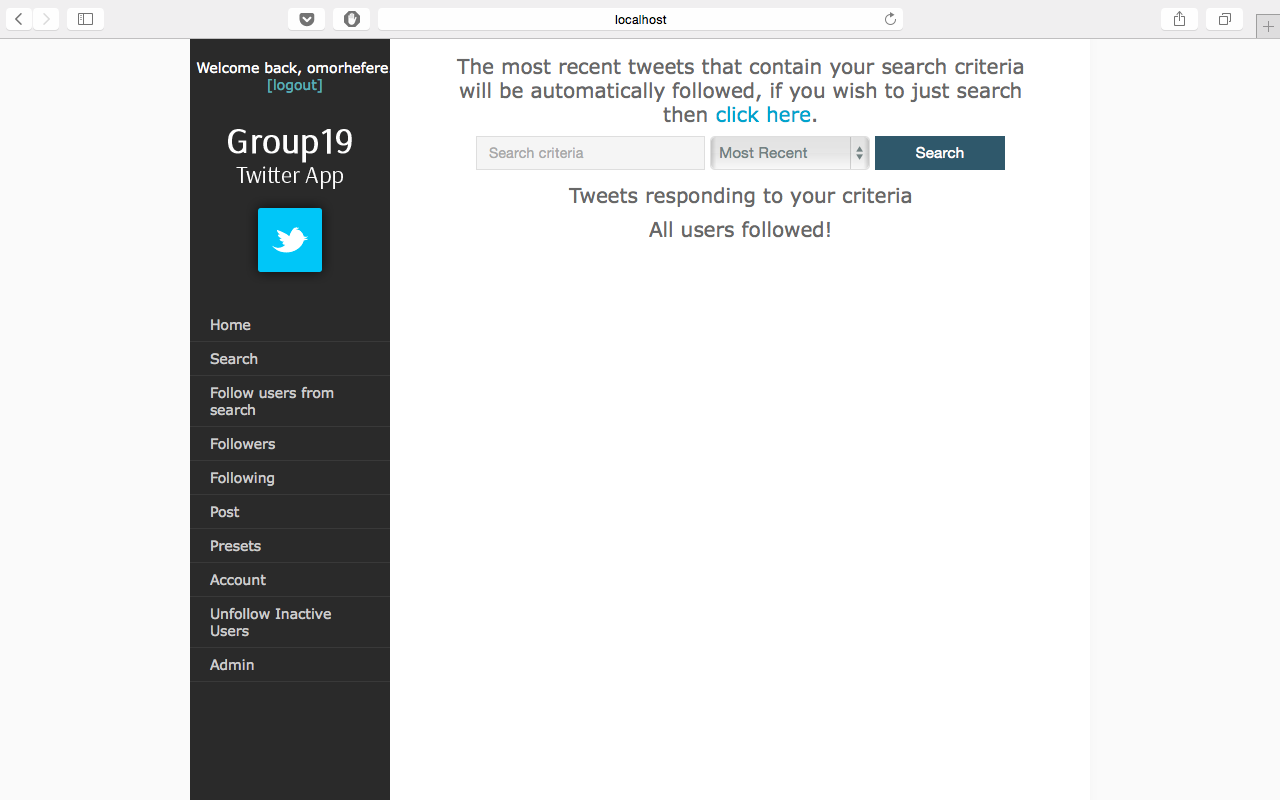 localhost
Welcome back, omorhefere
[logout]
Group19
Twitter App
Home
Search
Follow users from
search
Followers
Following
Post
Presets
Account
Unfollow Inactive
Users
Admin
The most recent tweets that contain your search criteria
will be automatically followed, if you wish to just search
then click here.
Search criteria
Most Recent
Search
Tweets responding to your criteria
All users followed!